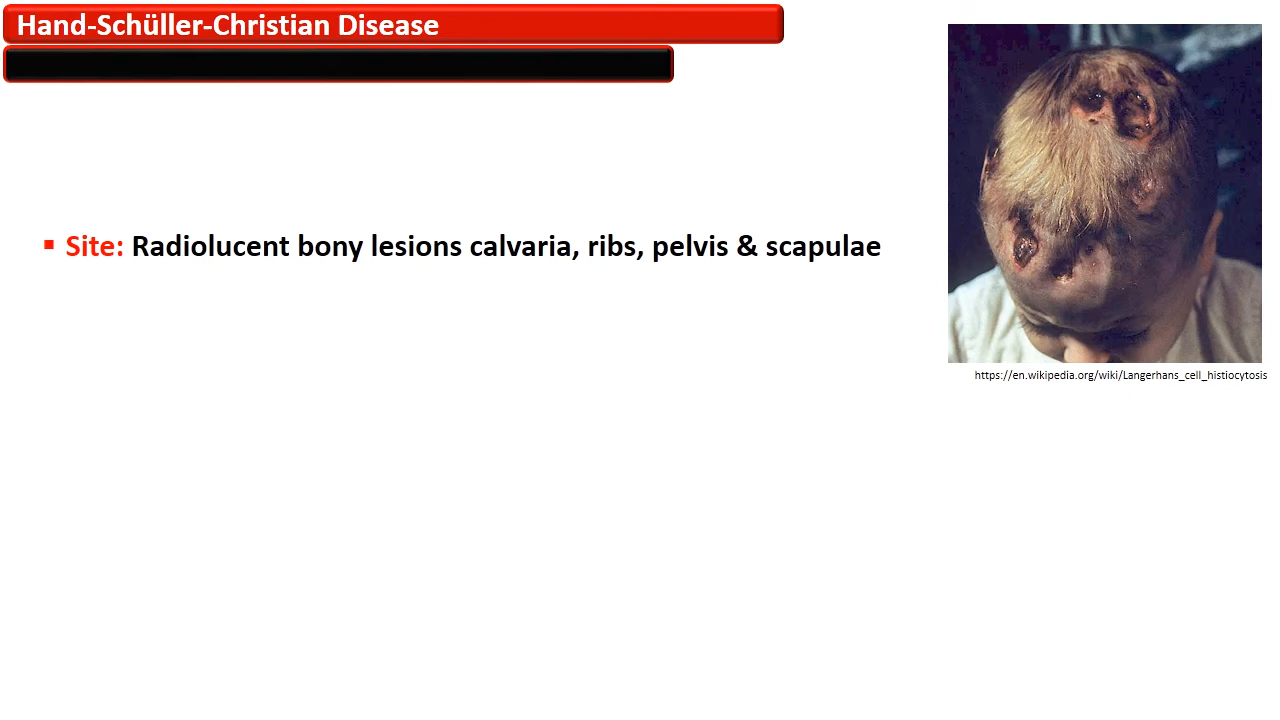 Hand-Schüller-Christian Disease
▪ Site: Radiolucent bony lesions calvaria, ribs, pelvis & scapulae
https://en.wikipedia.org/wiki/Langerhans_cell_histiocytosis